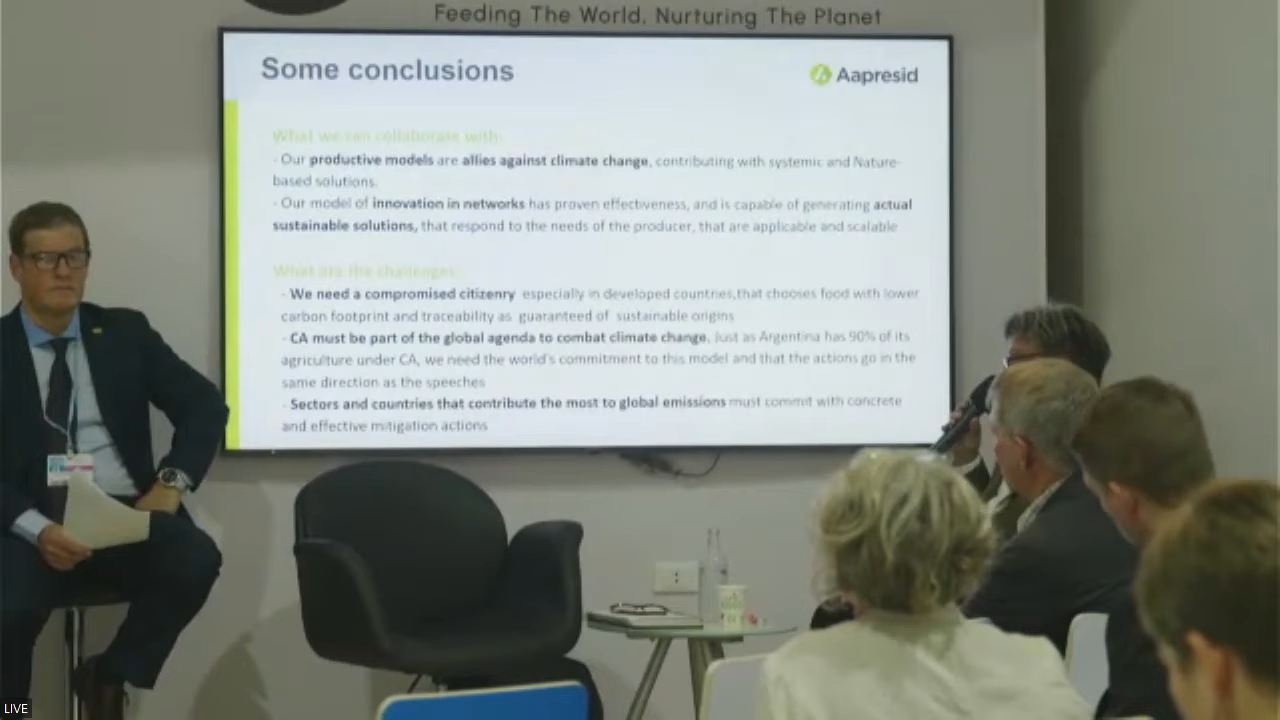 Feeding The World, Nurturing The Planet
Some conclusions
Aapresid
What we can collaborate with:
- Our productive models are allies against climate change, contributing with systemic and Nature-
based solutions.
- Our model of innovation in networks has proven effectiveness, and is capable of generating actual
sustainable solutions, that respond to the needs of the producer, that are applicable and scalable
What are the challenges:
- We need a compromised citizenry especially in developed countries,that chooses food with lower
carbon footprint and traceability as guaranteed of sustainable origins
- CA must be part of the global agenda to combat climate change, just as Argentina has 90% of its
agriculture under CA, we need the world's commitment to this model and that the actions go in the
same direction as the speeches
- Sectors and countries that contribute the most to global emissions must commit with concrete
and effective mitigation actions
LIVE